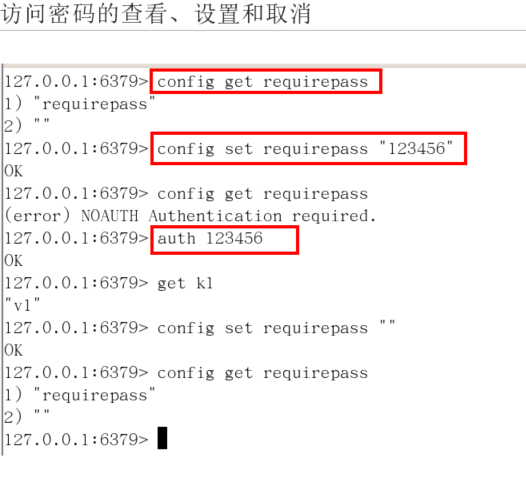 访问密码的查看、设置和取消
127.0.0.1:6379> config get requirepass
1) "requirepass"
2) ""
127.0.0.1:6379> config set requirepass "123456"
OK
127.0.0.1:6379> config get requirepass
(error) NOAUTH Authentication required.
127.0.0.1:6379> auth 123456
OK
127.0.0.1:6379> get k1
"v1"
127.0.0.1:6379> config set requirepass ""
OK
127.0.0.1:6379> config get requirepass
1) "requirepass"
2) ""
127.0.0.1:6379>